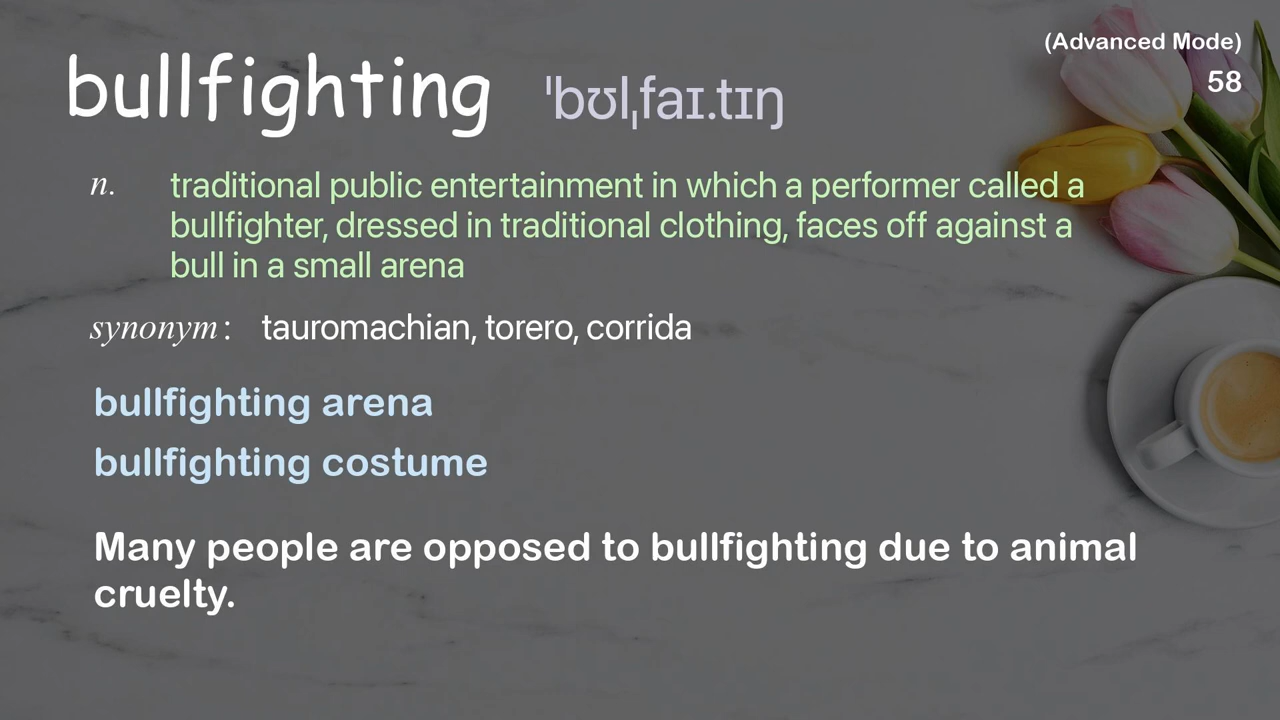 (Advanced Mode)
58
bullfighting ˈbʊlˌfaɪ.tɪŋ
n. traditional public entertainment in which a performer called a
bullfighter, dressed in traditional clothing, faces off against a
bull in a small arena
synonym: tauromachian, torero, corrida
bullfighting arena
bullfighting costume
Many people are opposed to bullfighting due to animal
cruelty.